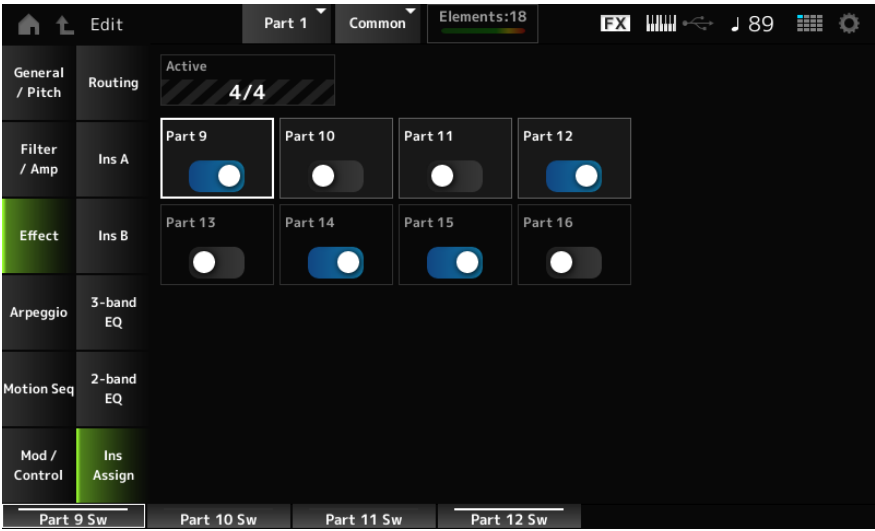 Edit
Part 1
Common
Elements:18
FX
♩ 89
General
/ Pitch
Routing
Active
4/4
Part 9
Part 10
Part 11
Part 12
Filter
/ Amp
Ins A
Part 13
Part 14
Part 15
Part 16
Effect
Ins B
Arpeggio
3-band
EQ
Motion Seq
2-band
EQ
Mod /
Control
Ins
Assign
Part 9 Sw
Part 10 Sw
Part 11 Sw
Part 12 Sw